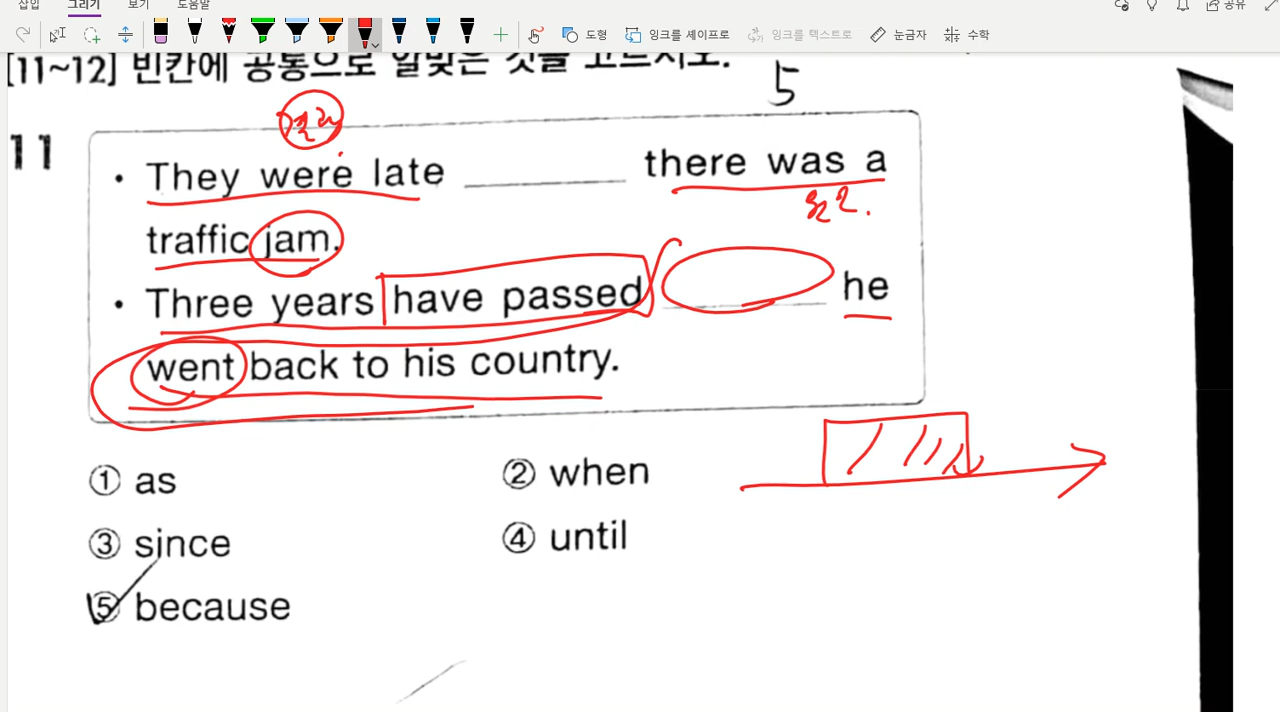 삽입 그리기 보기 도움말 공유
도형 잉크를 셰이프로 잉크를 텍스트로 눈금자 수학
[11~12] 빈칸에 공통으로 알맞은 것을 고르시오.
5
11
결과
• They were late ________ there was a
원인.
traffic jam.
• Three years have passed ________ he
went back to his country.
① as ② when
③ since ④ until
⑤ because